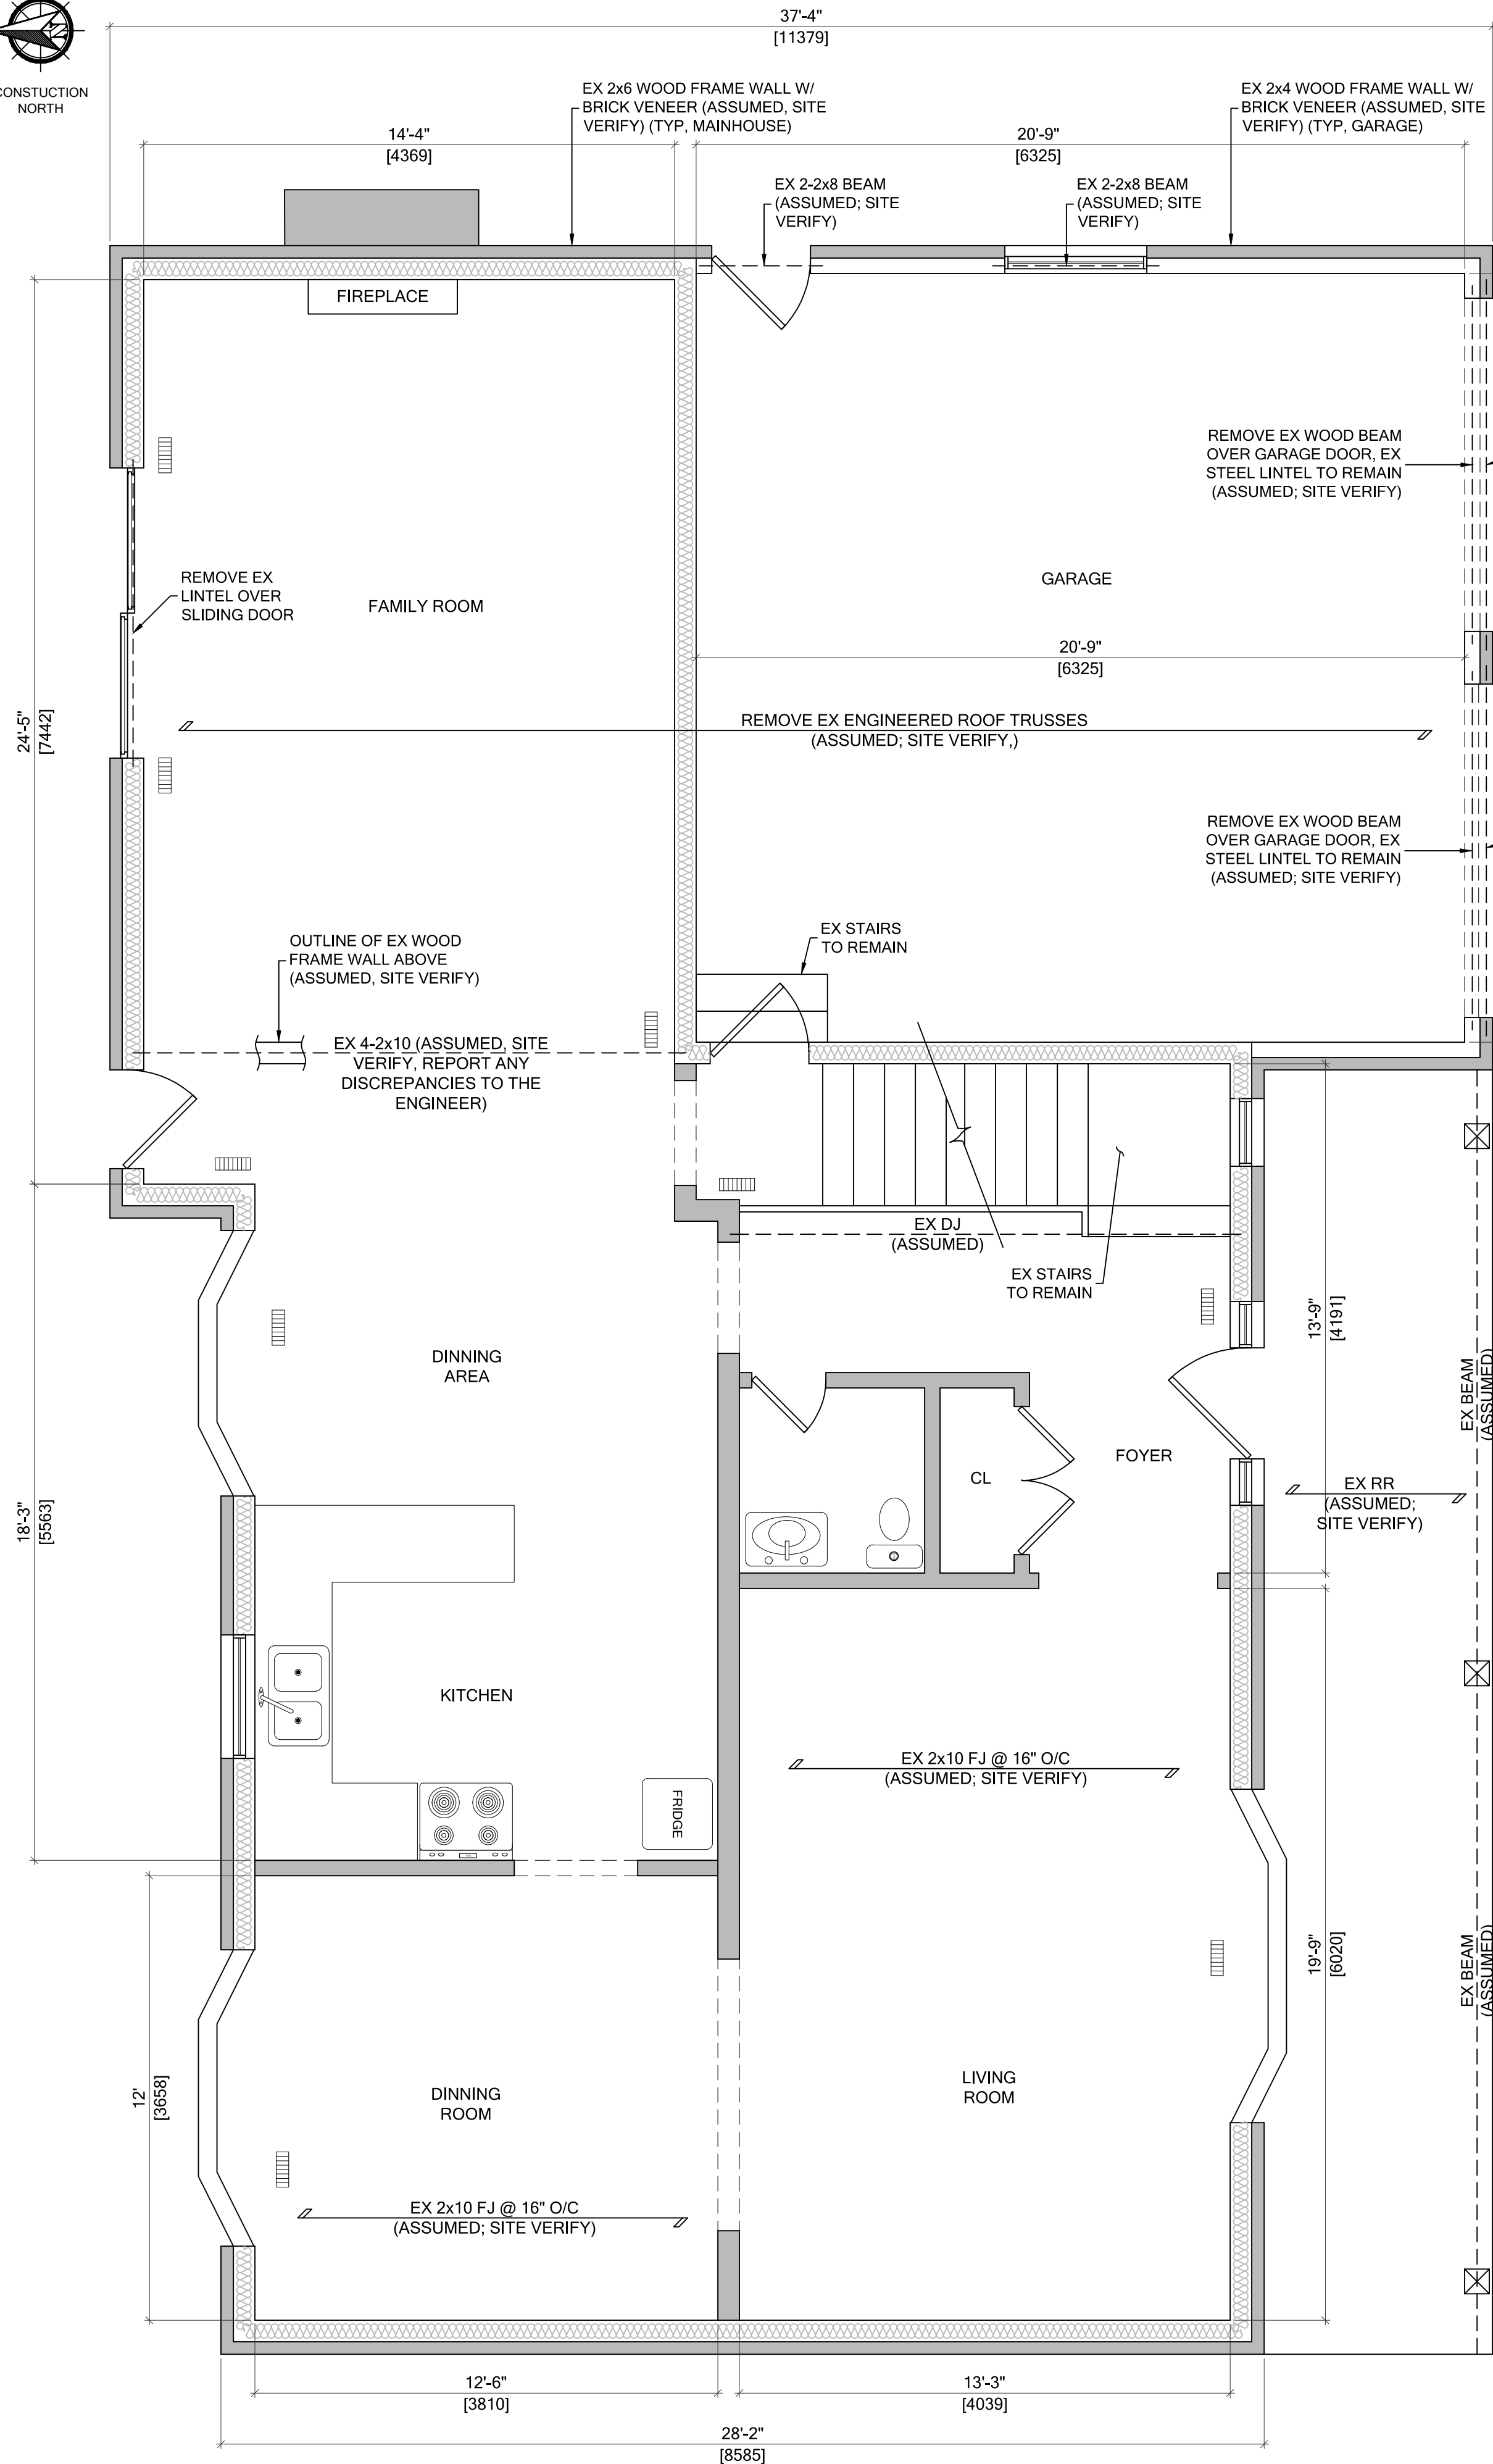 37'-4"
[11379]
N
CONSTUCTION
NORTH
EX 2x6 WOOD FRAME WALL W/
BRICK VENEER (ASSUMED, SITE
VERIFY) (TYP, MAINHOUSE)
EX 2x4 WOOD FRAME WALL W/
BRICK VENEER (ASSUMED, SITE
VERIFY) (TYP, GARAGE)
14'-4"
[4369]
20'-9"
[6325]
EX 2-2x8 BEAM
(ASSUMED; SITE
VERIFY)
EX 2-2x8 BEAM
(ASSUMED; SITE
VERIFY)
FIREPLACE
REMOVE EX WOOD BEAM
OVER GARAGE DOOR, EX
STEEL LINTEL TO REMAIN
(ASSUMED; SITE VERIFY)
REMOVE EX
LINTEL OVER
SLIDING DOOR
FAMILY ROOM
GARAGE
20'-9"
[6325]
24'-5"
[7442]
REMOVE EX ENGINEERED ROOF TRUSSES
(ASSUMED; SITE VERIFY,)
REMOVE EX WOOD BEAM
OVER GARAGE DOOR, EX
STEEL LINTEL TO REMAIN
(ASSUMED; SITE VERIFY)
EX STAIRS
TO REMAIN
OUTLINE OF EX WOOD
FRAME WALL ABOVE
(ASSUMED, SITE VERIFY)
EX 4-2x10 (ASSUMED, SITE
VERIFY, REPORT ANY
DISCREPANCIES TO THE
ENGINEER)
EX DJ
(ASSUMED)
EX STAIRS
TO REMAIN
13'-9"
[4191]
DINNING
AREA
EX BEAM
(ASSUMED)
FOYER
CL
EX RR
(ASSUMED;
SITE VERIFY)
18'-3"
[5563]
KITCHEN
EX 2x10 FJ @ 16" O/C
(ASSUMED; SITE VERIFY)
FRIDGE
19'-9"
[6020]
EX BEAM
(ASSUMED)
12'
[3658]
DINNING
ROOM
LIVING
ROOM
EX 2x10 FJ @ 16" O/C
(ASSUMED; SITE VERIFY)
12'-6"
[3810]
13'-3"
[4039]
28'-2"
[8585]